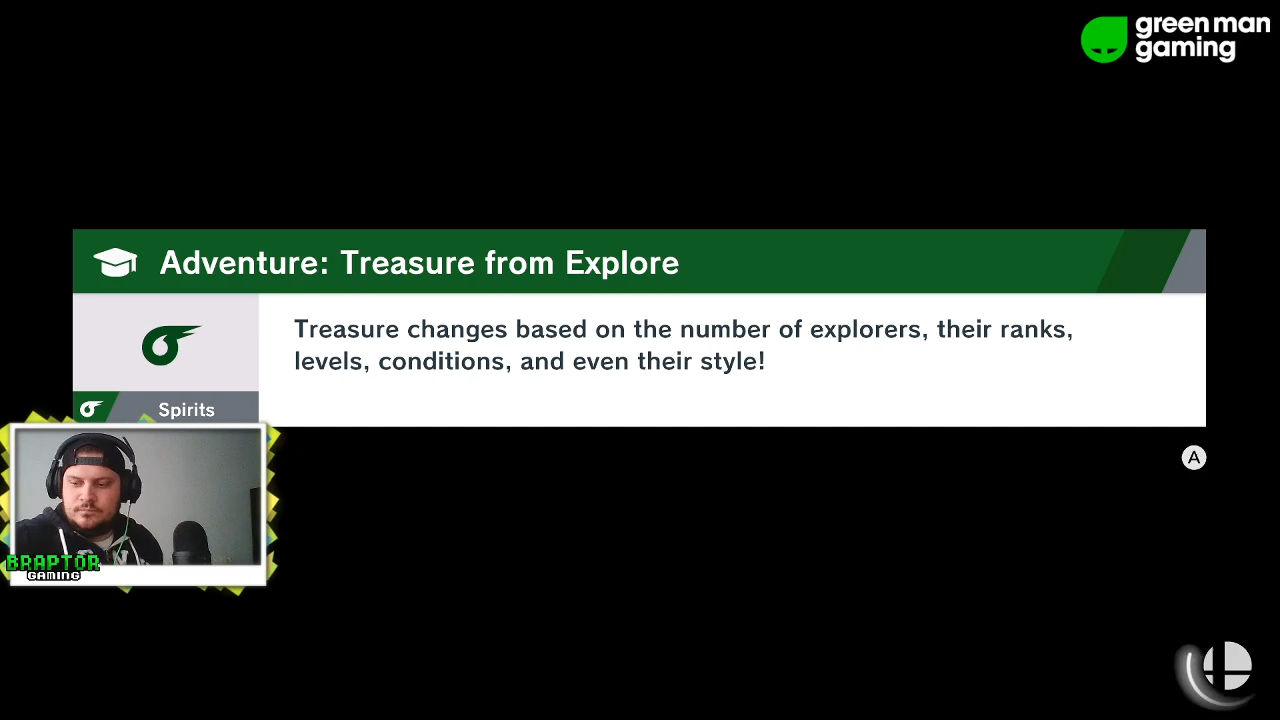 green man
gaming
Adventure: Treasure from Explore
Treasure changes based on the number of explorers, their ranks,
levels, conditions, and even their style!
Spirits
A
BRAPTOR
GAMING